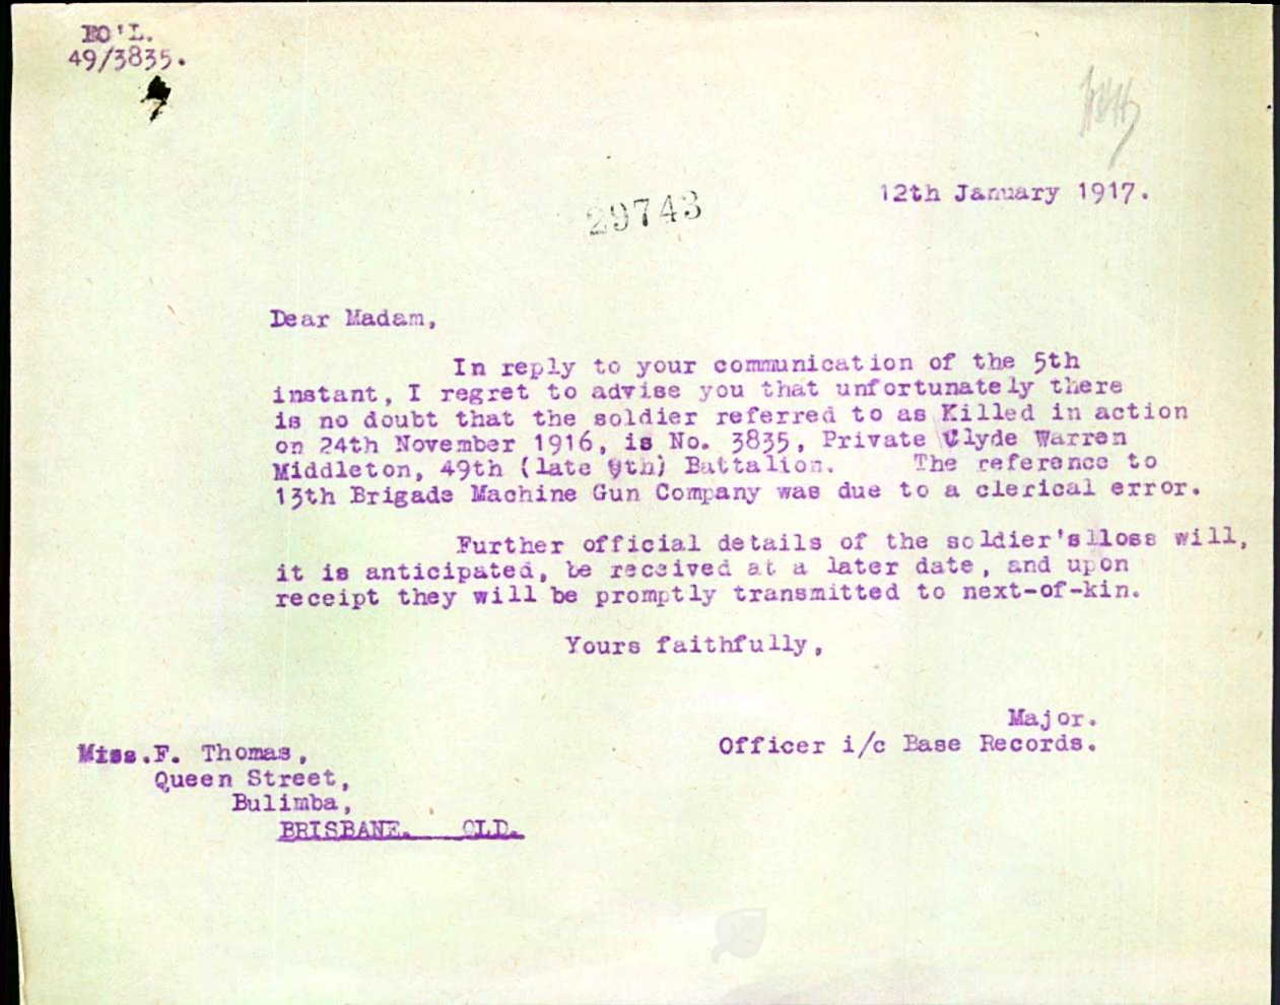 EO'L.
49/3835.
12th January 1917.
29743
Dear Madam,
In reply to your communication of the 5th
instant, I regret to advise you that unfortunately there
is no doubt that the soldier referred to as Killed in action
on 24th November 1916, is No. 3835, Private Clyde Warren
Middleton, 49th (late 9th) Battalion. The reference to
13th Brigade Machine Gun Company was due to a clerical error.
Further official details of the soldier's loss will,
it is anticipated, be received at a later date, and upon
receipt they will be promptly transmitted to next-of-kin.
Yours faithfully,
Major.
Officer i/c Base Records.
Miss.F. Thomas,
Queen Street,
Bulimba,
BRISBANE. QLD.